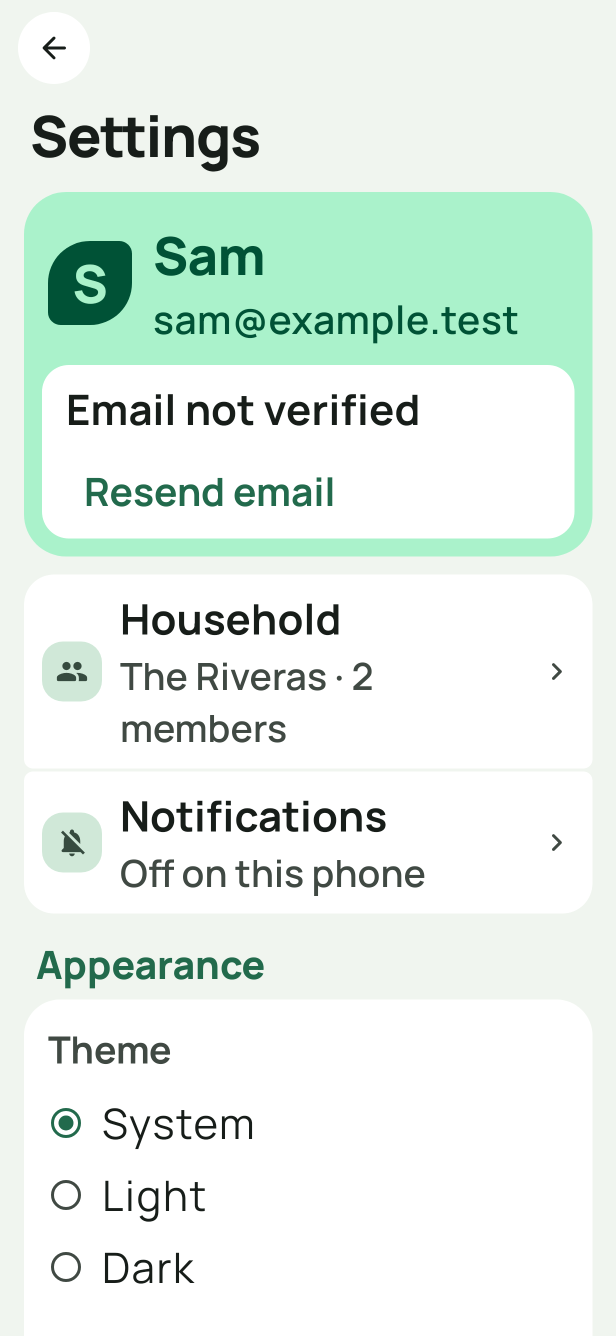 Settings
S
Sam
sam@example.test
Email not verified
Resend email
Household
The Riveras · 2
members
Notifications
Off on this phone
Appearance
Theme
System
Light
Dark